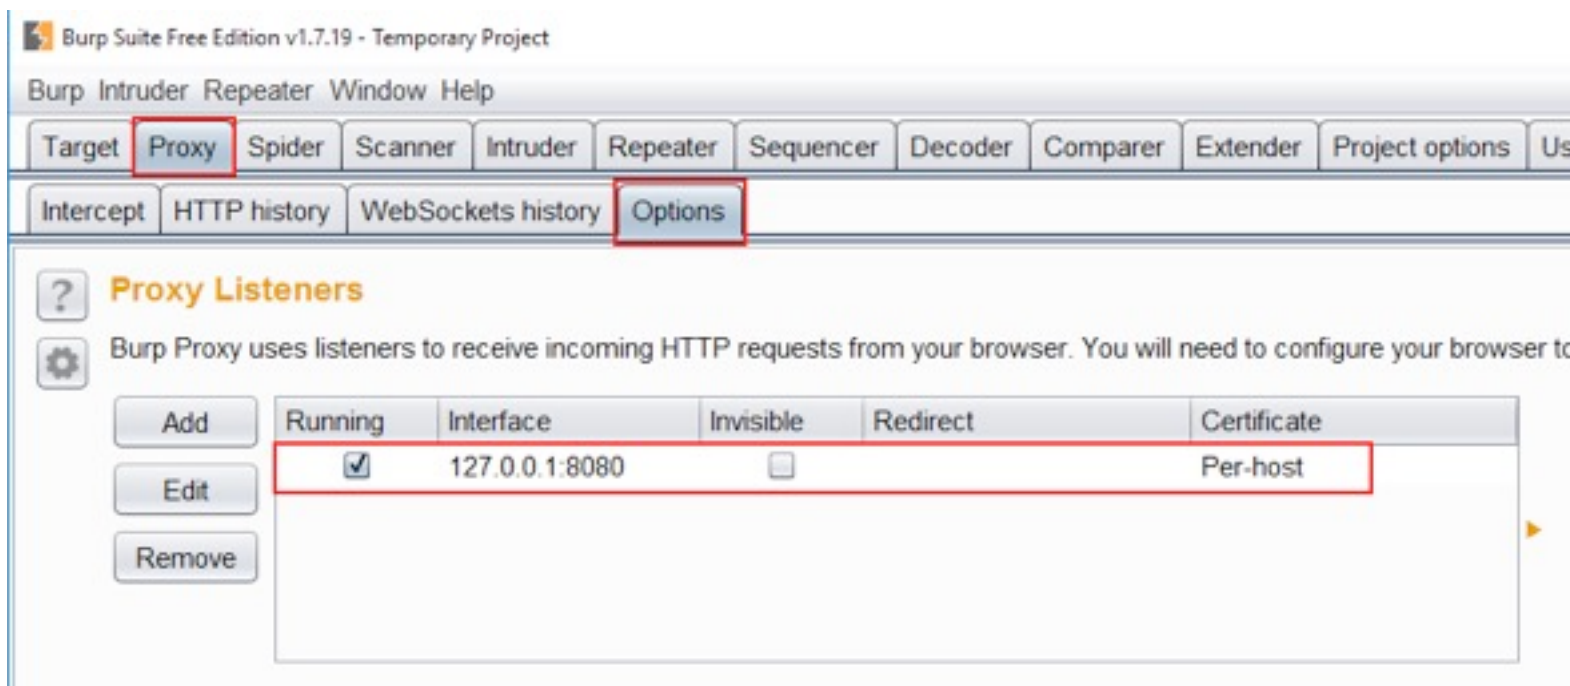 Burp Suite Free Edition v1.7.19 - Temporary Project
Burp Intruder Repeater Window Help
Target Proxy Spider Scanner Intruder Repeater Sequencer Decoder Comparer Extender Project options Us
Intercept HTTP history WebSockets history Options
? Proxy Listeners
Burp Proxy uses listeners to receive incoming HTTP requests from your browser. You will need to configure your browser to
Add Running Interface Invisible Redirect Certificate
127.0.0.1:8080 Per-host
Edit
Remove